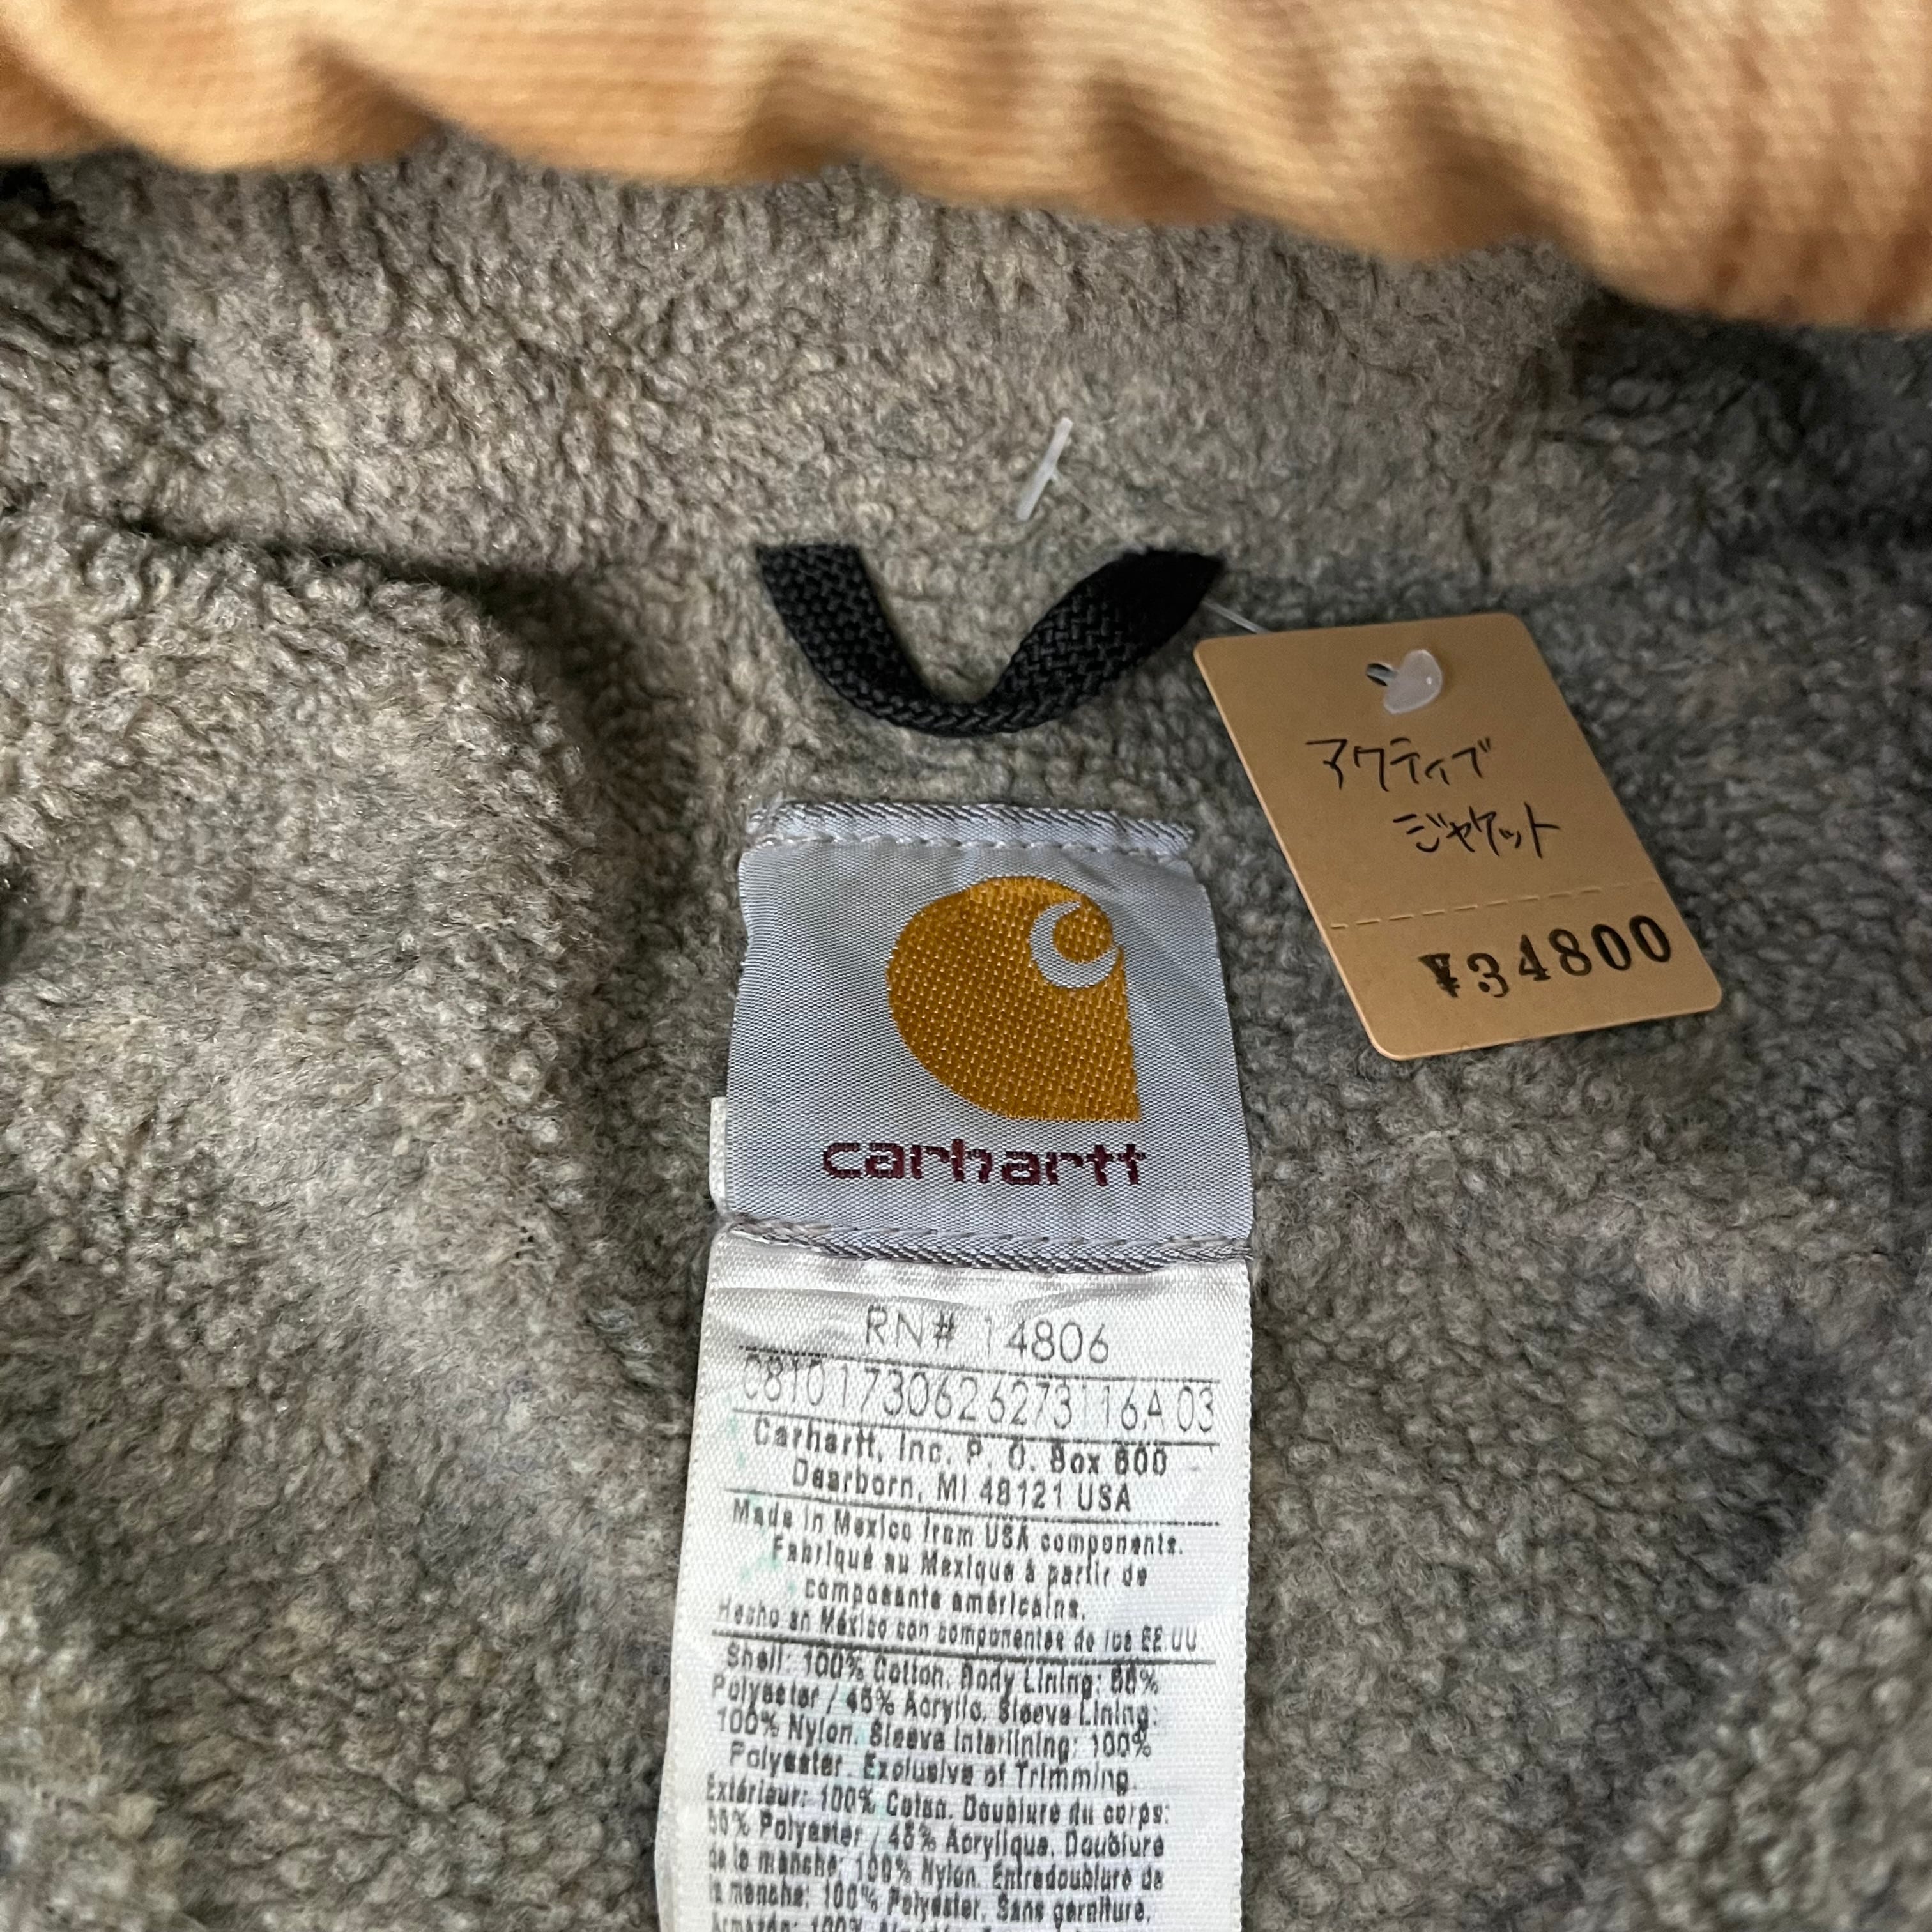 アクティブ
ジャケット
¥34800
carhartt
RN# 14806
08101730626273116A 03
Carhartt, Inc. P. O. Box 600
Dearborn, MI 48121 USA
Made in Mexico from USA components.
Fabriqué au Mexique à partir de
composants américains.
Hecho en México con componentes de los EE.UU
Shell: 100% Cotton. Body Lining: 55%
Polyester / 45% Acrylic. Sleeve Lining:
100% Nylon. Sleeve Interlining: 100%
Polyester. Exclusive of Trimming.
Extérieur: 100% Coton. Doublure du corps:
55% Polyester / 45% Acrylique. Doublure
de la manche: 100% Nylon. Entredoublure de
la manche: 100% Polyester. Sans garniture.